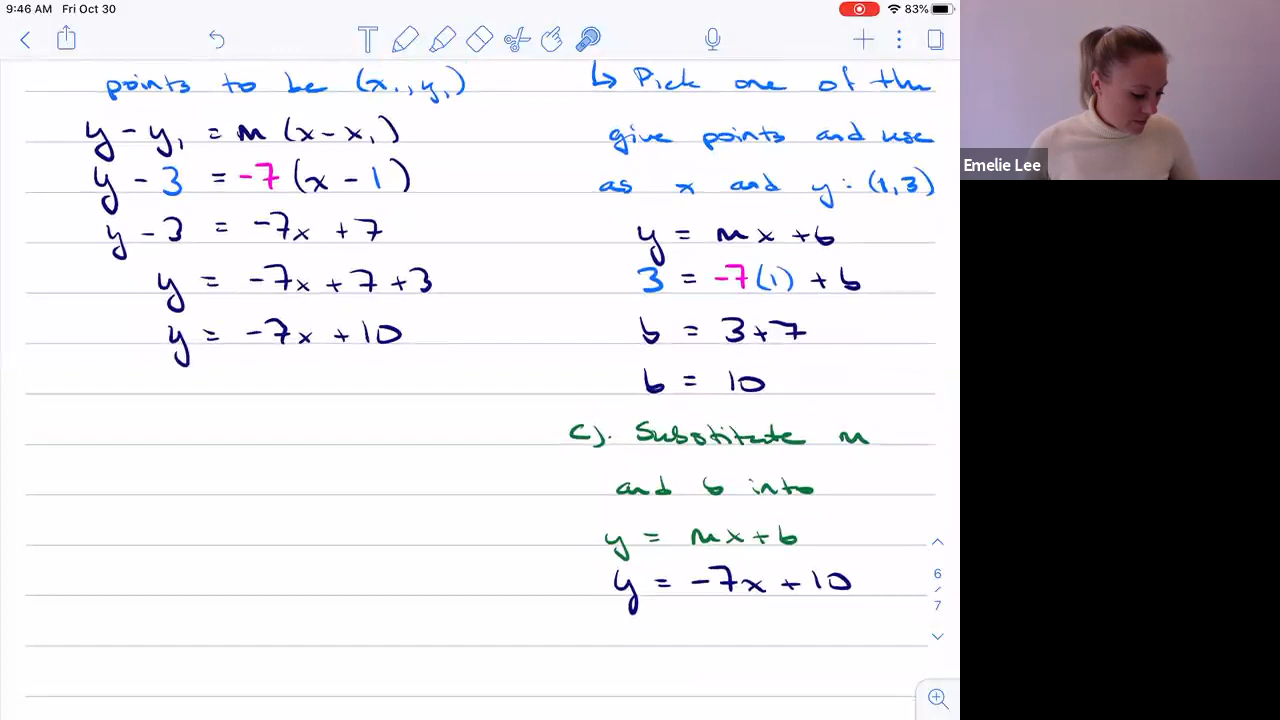 9:46 AM Fri Oct 30
83%
points to be (x₁, y₁)
y - y₁ = m (x - x₁)
y - 3 = -7 (x - 1)
y - 3 = -7x + 7
y = -7x + 7 + 3
y = -7x + 10
↳ Pick one of the
give points and use
as x and y: (1,3)
y = mx + b
3 = -7(1) + b
b = 3 + 7
b = 10
C). Substitute m
and b into
y = mx + b
y = -7x + 10
6
/
7
Emelie Lee